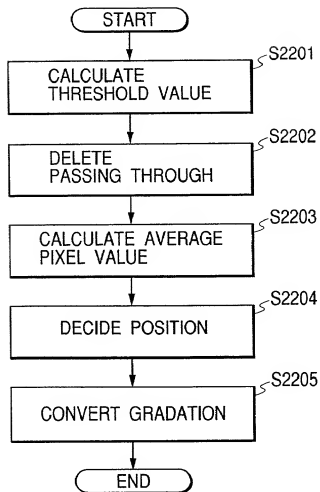 START
S2201
CALCULATE
THRESHOLD VALUE
S2202
DELETE
PASSING THROUGH
S2203
CALCULATE AVERAGE
PIXEL VALUE
S2204
DECIDE POSITION
S2205
CONVERT GRADATION
END